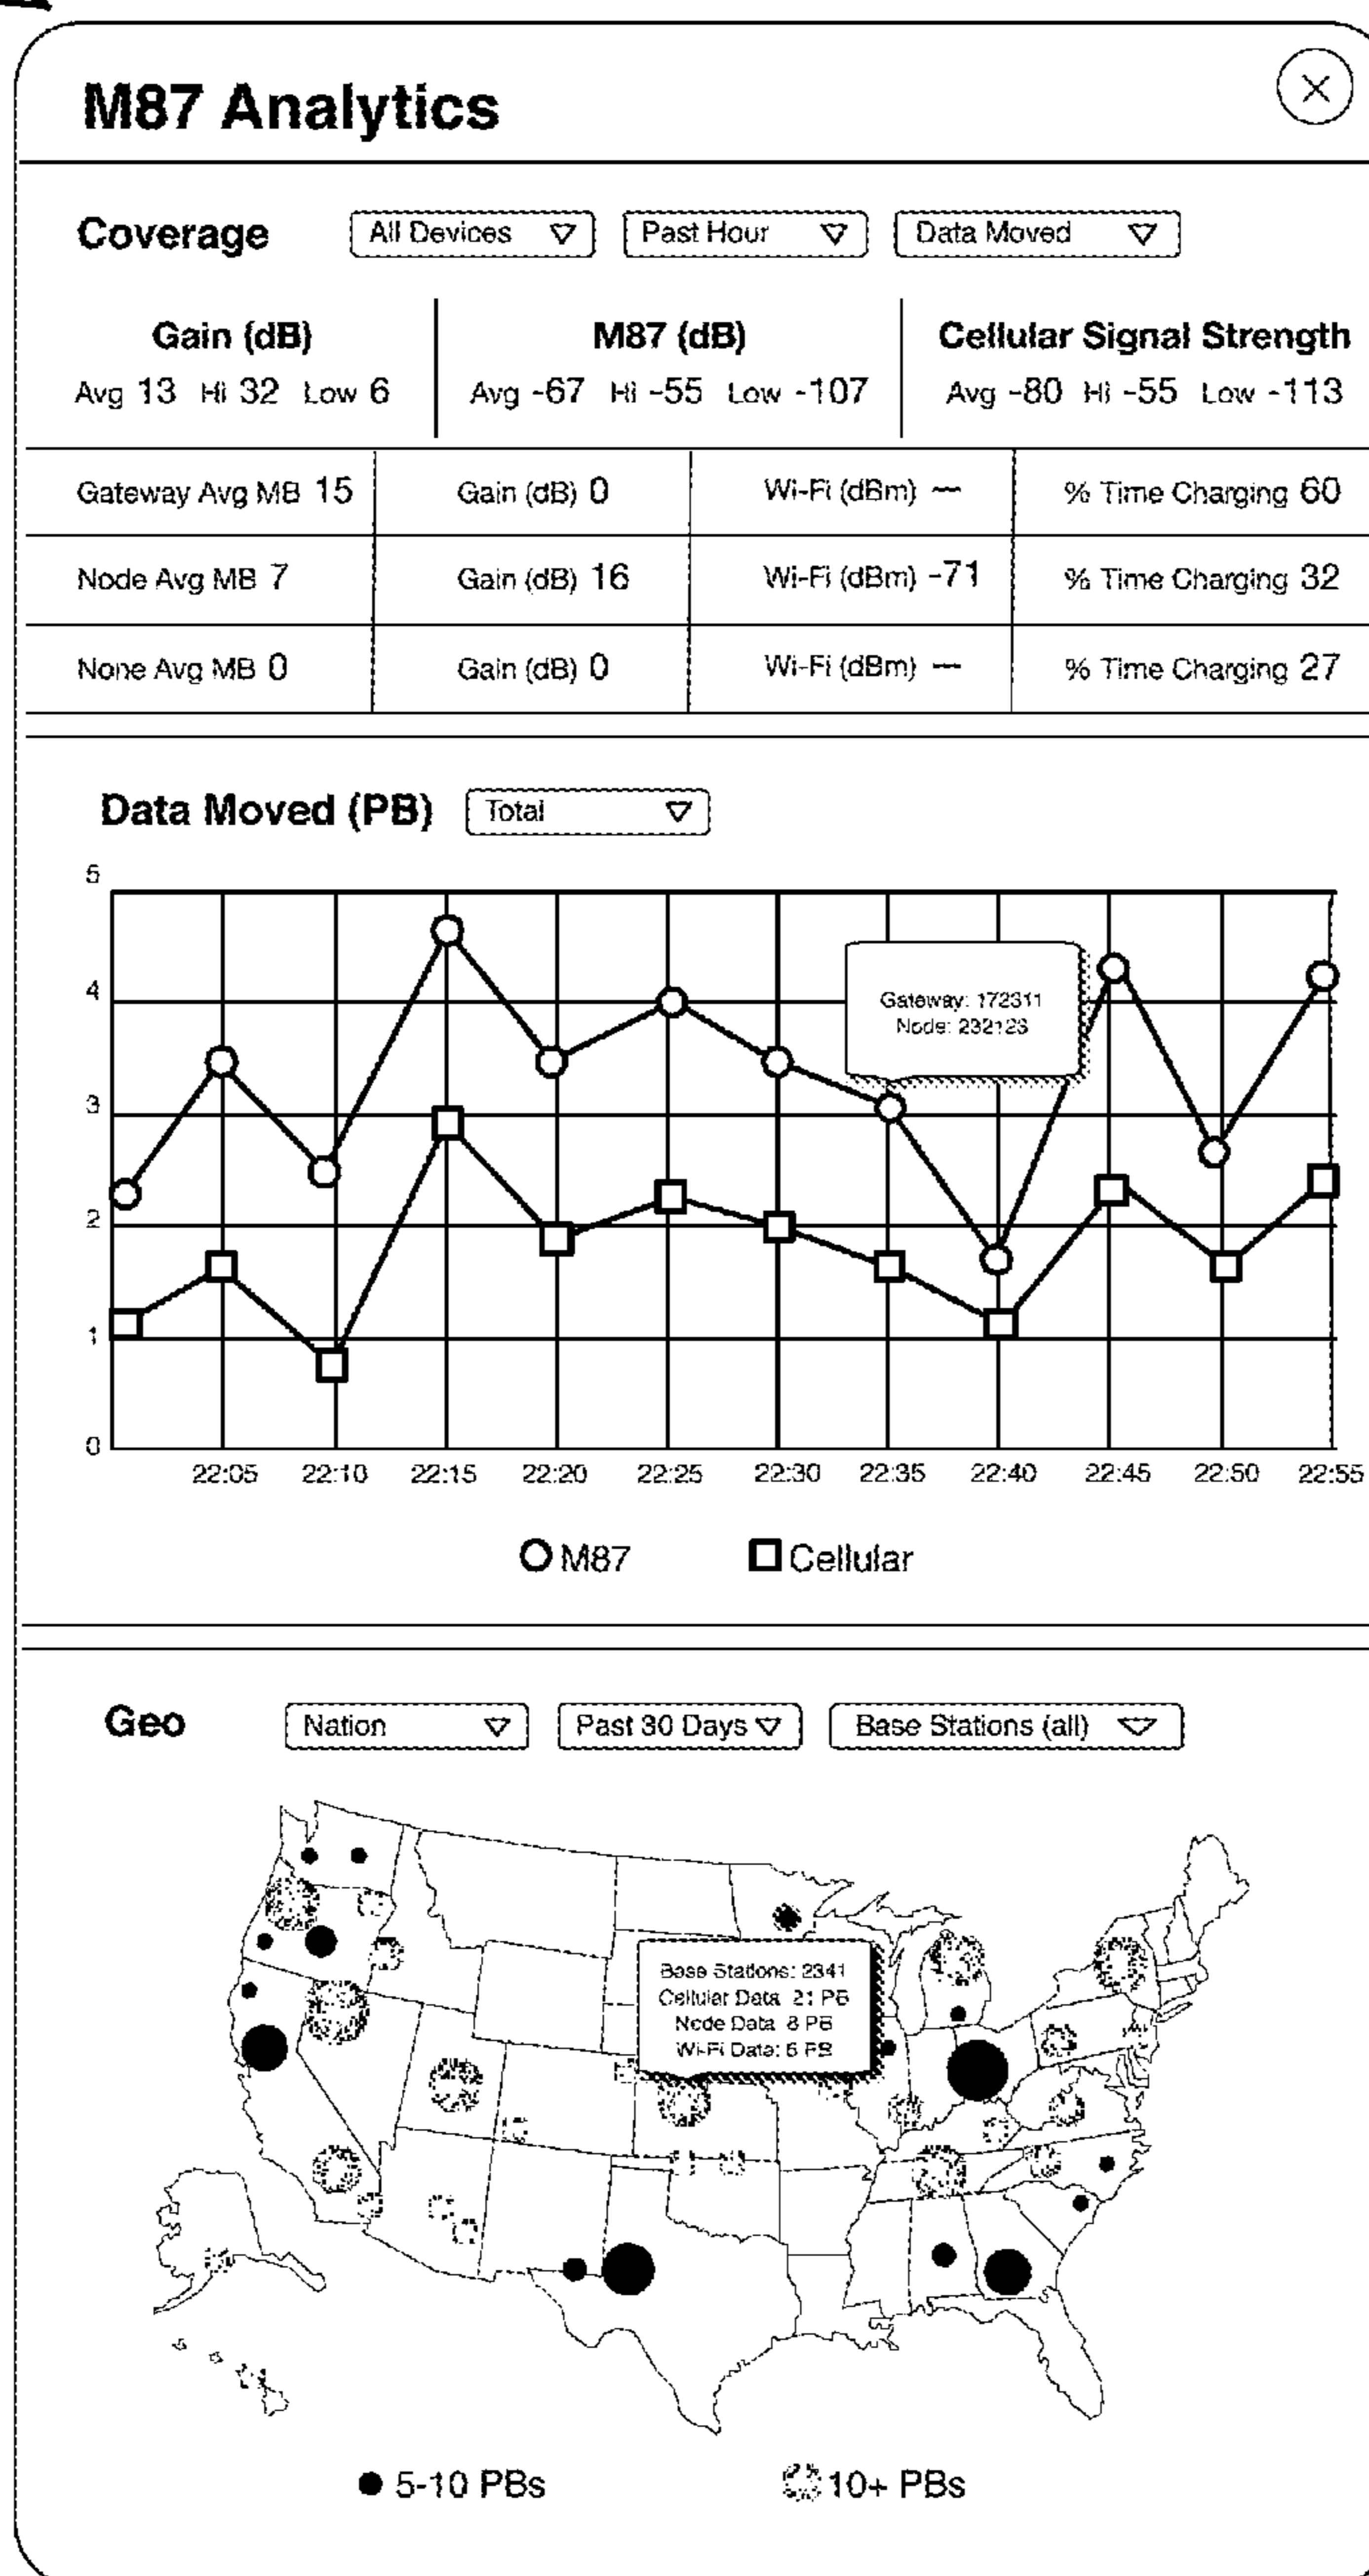 M87 Analytics
Coverage All Devices Past Hour Data Moved
Gain (dB) M87 (dB) Cellular Signal Strength
Avg 13 Hi 32 Low 6 Avg -67 Hi -55 Low -107 Avg -80 Hi -55 Low -113
Gateway Avg MB 15 Gain (dB) 0 Wi-Fi (dBm) — % Time Charging 60
Node Avg MB 7 Gain (dB) 16 Wi-Fi (dBm) -71 % Time Charging 32
None Avg MB 0 Gain (dB) 0 Wi-Fi (dBm) — % Time Charging 27
Data Moved (PB) Total
5
4
3
2
1
0
Gateway: 172311
Node: 232123
22:05 22:10 22:15 22:20 22:25 22:30 22:35 22:40 22:45 22:50 22:55
M87 Cellular
Geo Nation Past 30 Days Base Stations (all)
Base Stations: 2341
Cellular Data 21 PB
Node Data 8 PB
Wi-Fi Data: 6 PB
5-10 PBs 10+ PBs